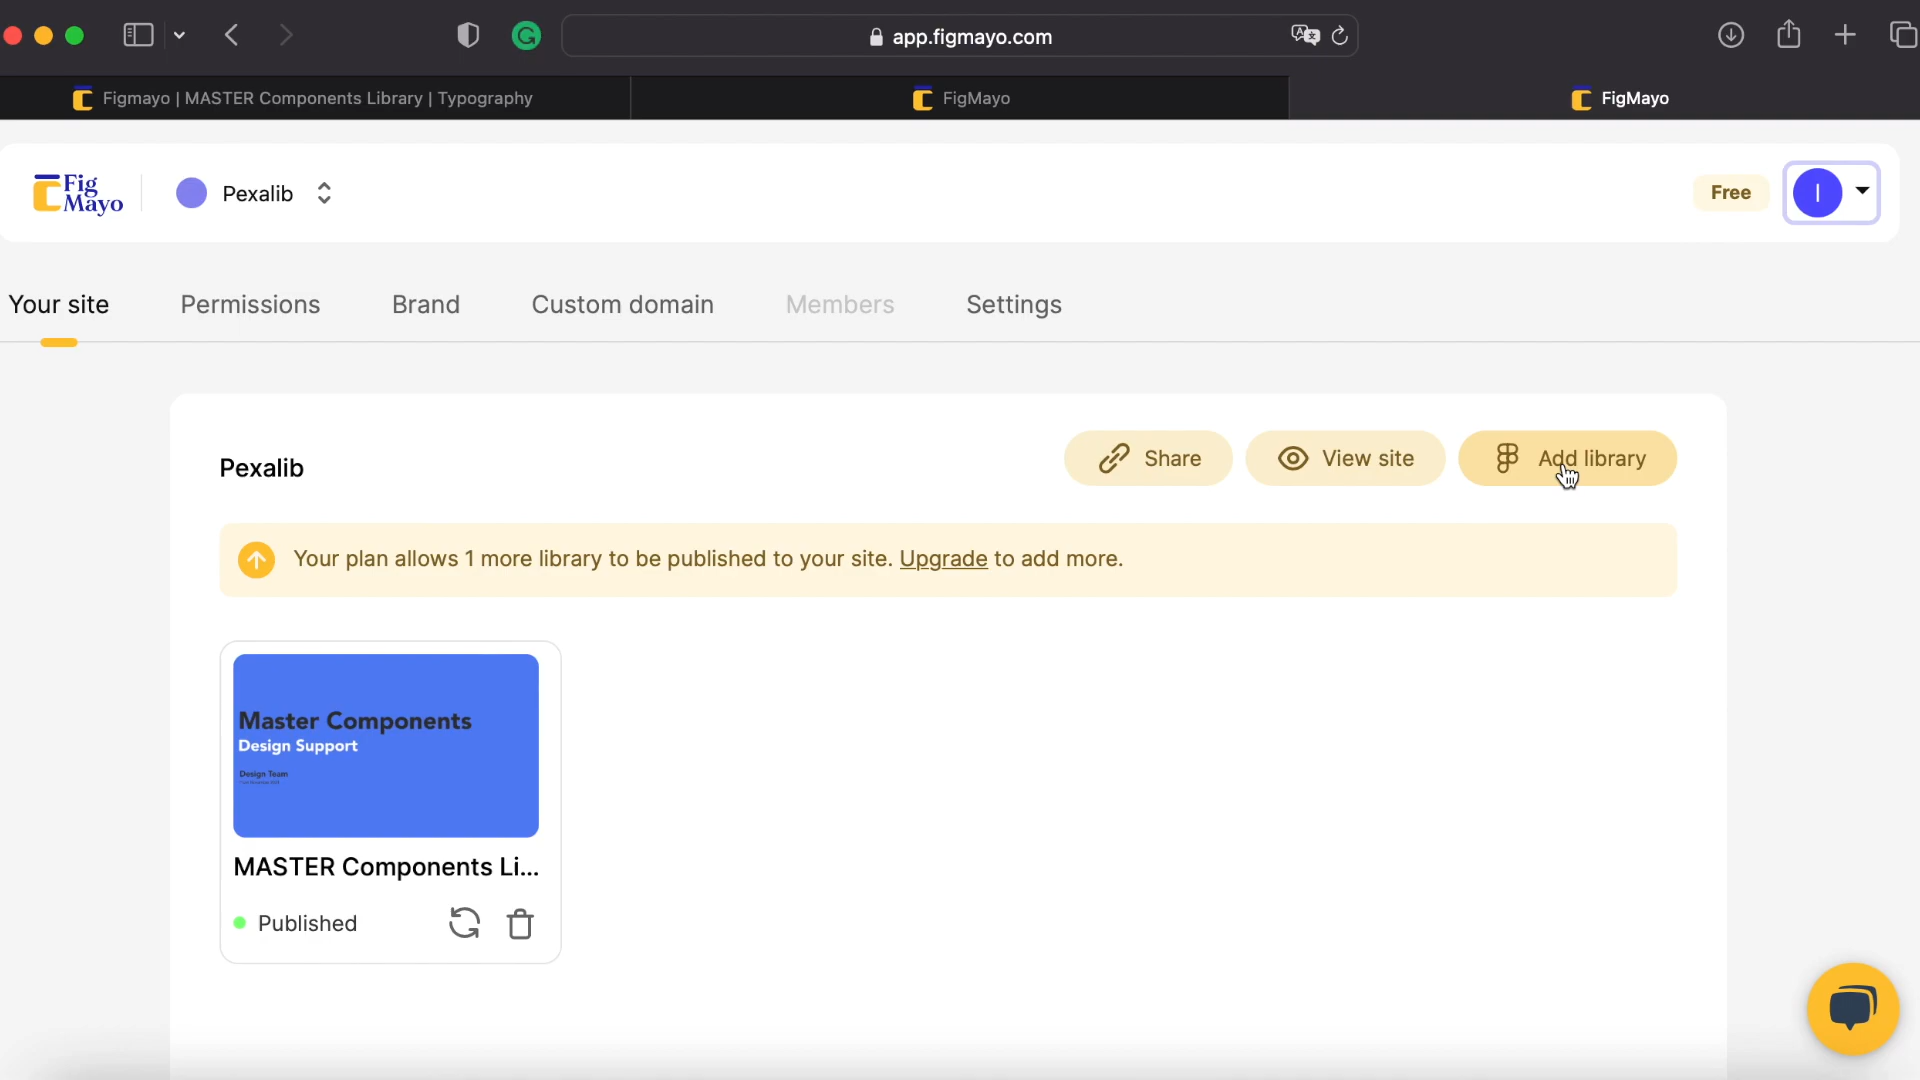 app.figmayo.com
Figmayo | MASTER Components Library | Typography
FigMayo
FigMayo
Fig
Mayo
Pexalib
Free
I
Your site
Permissions
Brand
Custom domain
Members
Settings
Pexalib
Share
View site
Add library
Your plan allows 1 more library to be published to your site. Upgrade to add more.
Master Components
Design Support
Design Team
MASTER Components Li...
Published